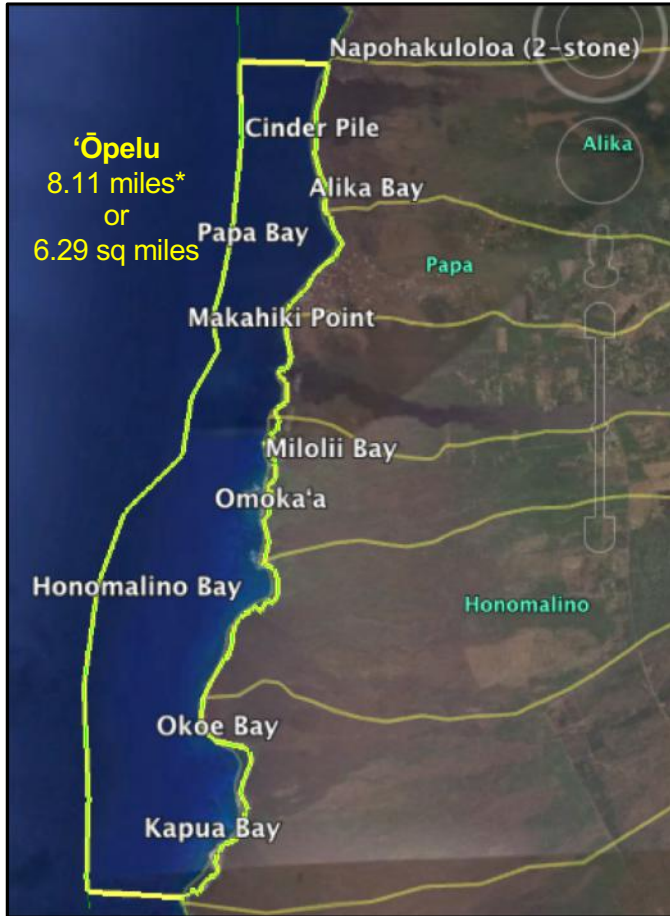 Napohakuloloa (2-stone)
Cinder Pile
Alika
ʻŌpelu
8.11 miles*
or
6.29 sq miles
Alika Bay
Papa Bay
Papa
Makahiki Point
Milolii Bay
Omokaʻa
Honomalino Bay
Honomalino
Okoe Bay
Kapua Bay